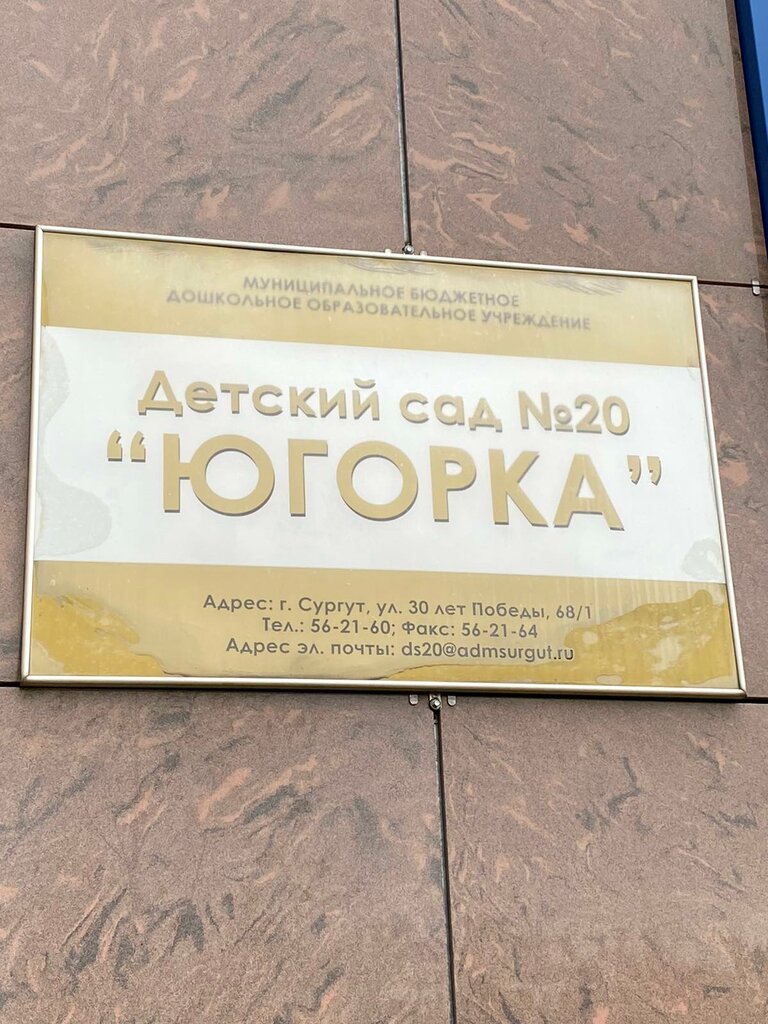 МУНИЦИПАЛЬНОЕ БЮДЖЕТНОЕ
ДОШКОЛЬНОЕ ОБРАЗОВАТЕЛЬНОЕ УЧРЕЖДЕНИЕ
Детский сад №20
“ЮГОРКА”
Адрес: г. Сургут, ул. 30 лет Победы, 68/1
Тел.: 56-21-60; Факс: 56-21-64
Адрес эл. почты: ds20@admsurgut.ru